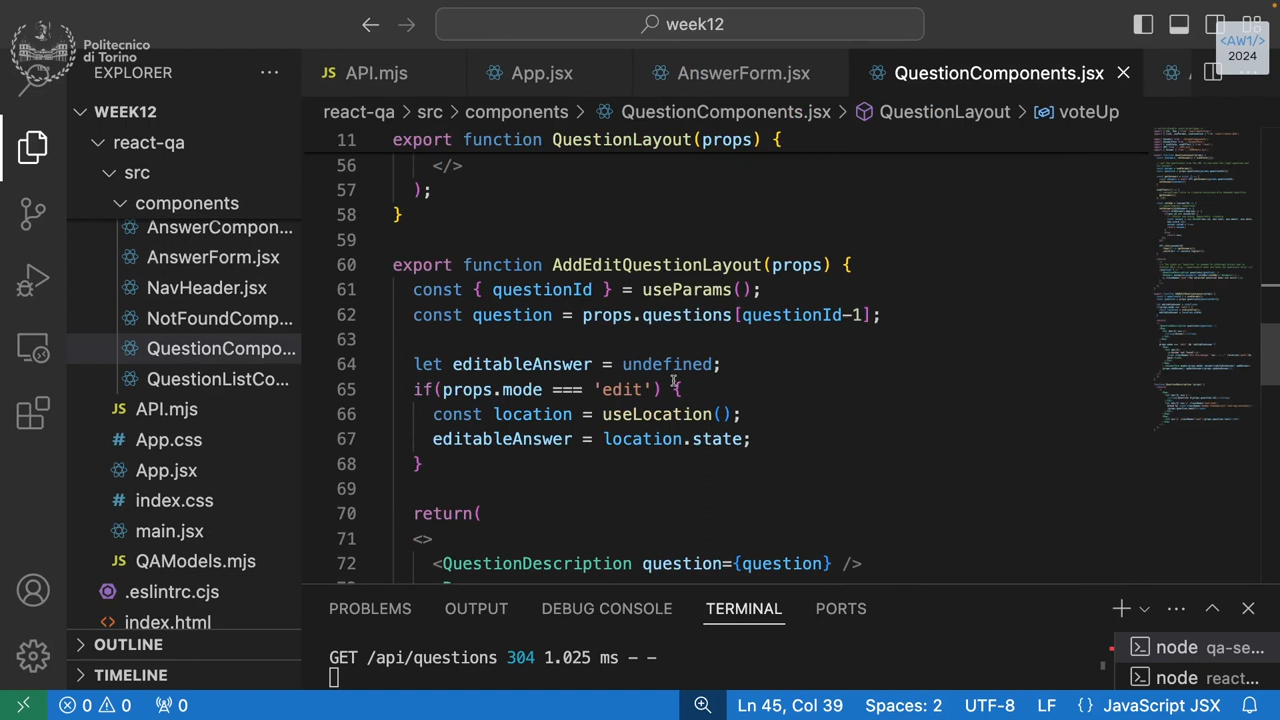 week12
Politecnico
di Torino
<AW1/>
2024
EXPLORER
API.mjs
App.jsx
AnswerForm.jsx
QuestionComponents.jsx
WEEK12
react-qa
src
components
AnswerCompon...
AnswerForm.jsx
NavHeader.jsx
NotFoundComp...
QuestionCompo...
QuestionListCo...
API.mjs
App.css
App.jsx
index.css
main.jsx
QAModels.mjs
.eslintrc.cjs
index.html
OUTLINE
TIMELINE
react-qa > src > components > QuestionComponents.jsx > QuestionLayout > voteUp
11 export function QuestionLayout(props) {
56 </>
57 );
58 }
59
60 export function AddEditQuestionLayout(props) {
61 const { questionId } = useParams();
62 const question = props.questions[questionId-1];
63
64 let editableAnswer = undefined;
65 if(props.mode === 'edit') {
66 const location = useLocation();
67 editableAnswer = location.state;
68 }
69
70 return(
71 <>
72 <QuestionDescription question={question} />
PROBLEMS OUTPUT DEBUG CONSOLE TERMINAL PORTS
GET /api/questions 304 1.025 ms - -
node qa-se...
node react...
0 0 0 Ln 45, Col 39 Spaces: 2 UTF-8 LF {} JavaScript JSX